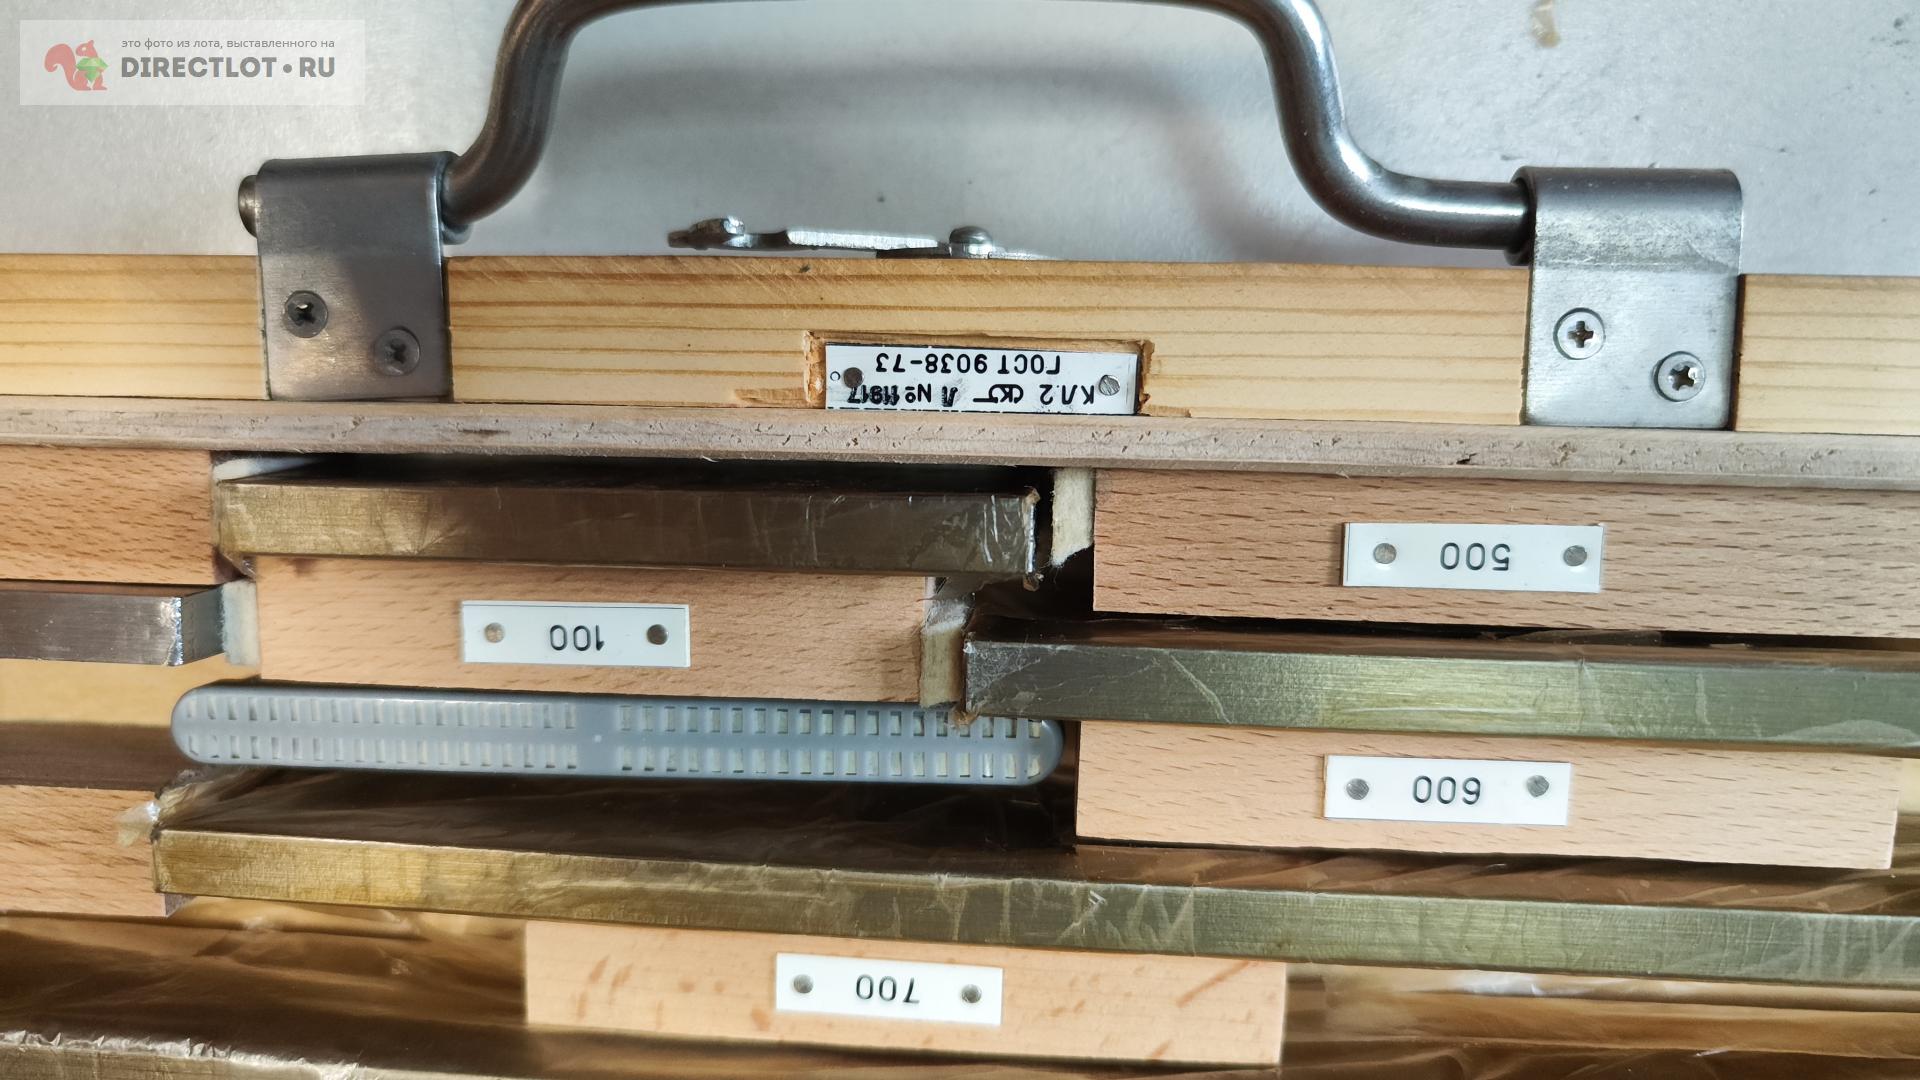 это фото из лота, выставленного на
DIRECTLOT•RU
КЛ.2
ГОСТ 9038-73
500
100
600
700